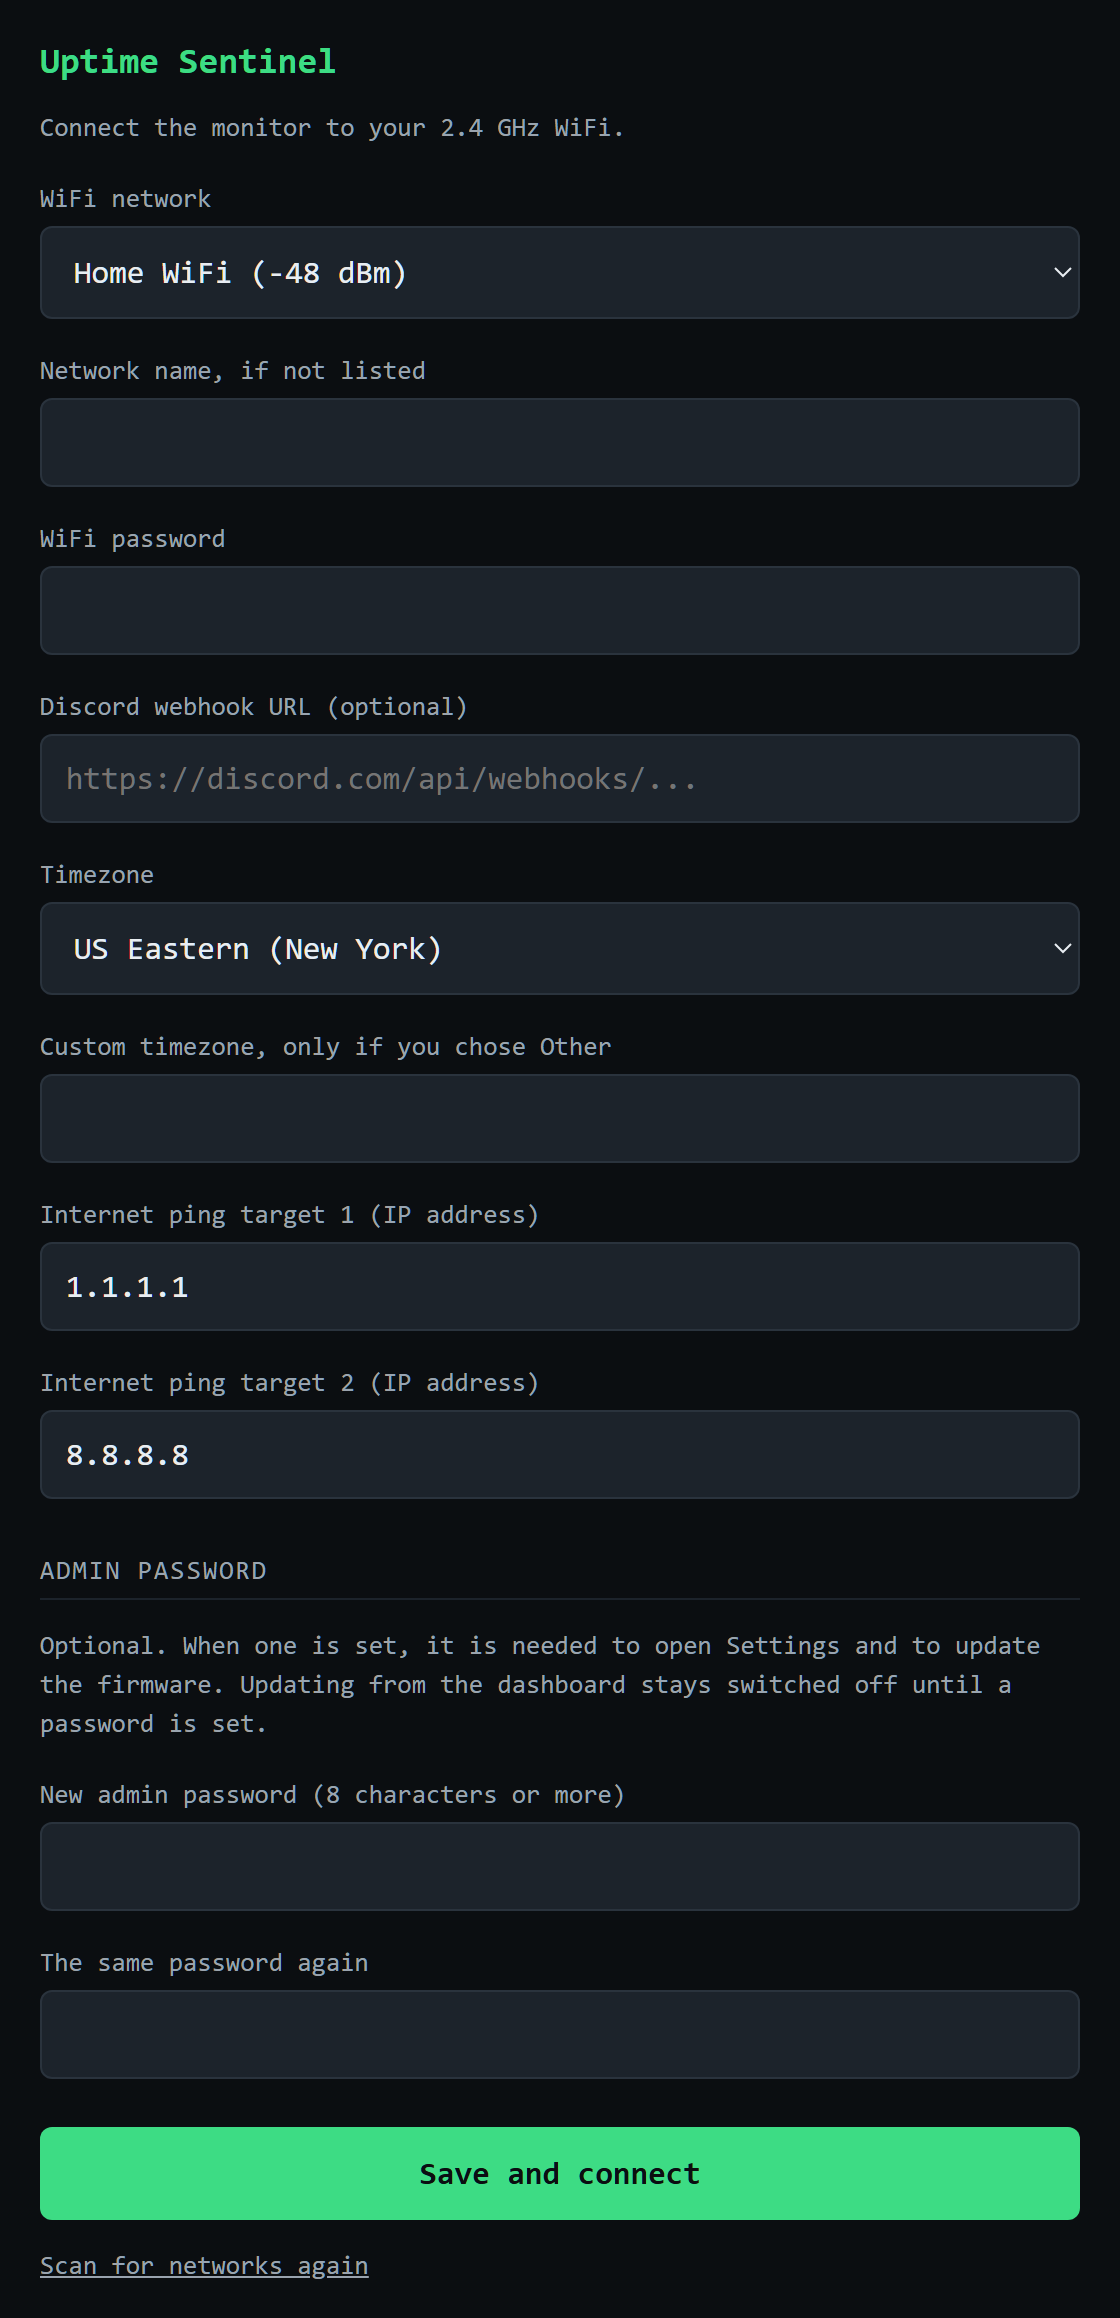 Uptime Sentinel
Connect the monitor to your 2.4 GHz WiFi.
WiFi network
Home WiFi (-48 dBm)
Network name, if not listed
WiFi password
Discord webhook URL (optional)
https://discord.com/api/webhooks/...
Timezone
US Eastern (New York)
Custom timezone, only if you chose Other
Internet ping target 1 (IP address)
1.1.1.1
Internet ping target 2 (IP address)
8.8.8.8
ADMIN PASSWORD
Optional. When one is set, it is needed to open Settings and to update
the firmware. Updating from the dashboard stays switched off until a
password is set.
New admin password (8 characters or more)
The same password again
Save and connect
Scan for networks again